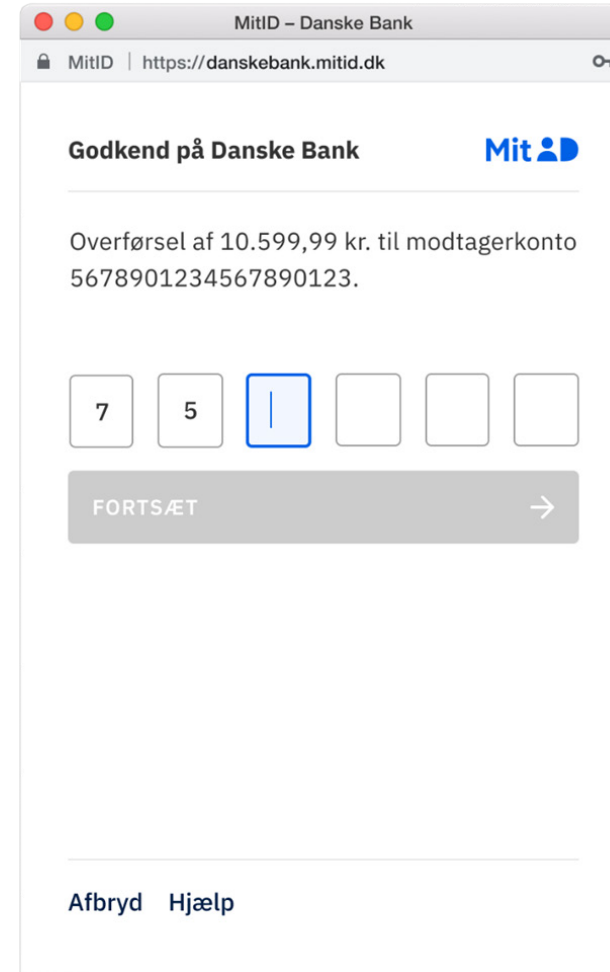 MitID – Danske Bank
MitID | https://danskebank.mitid.dk
Godkend på Danske Bank
Mit D
Overførsel af 10.599,99 kr. til modtagerkonto
5678901234567890123.
7 5
FORTSÆT
Afbryd Hjælp